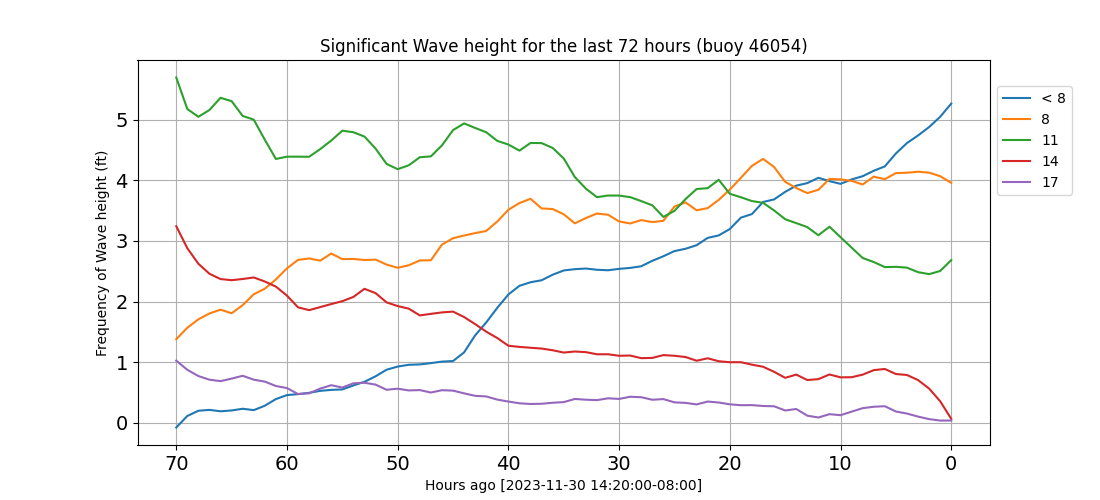 Significant Wave height for the last 72 hours (buoy 46054)
Frequency of Wave height (ft)
5
4
3
2
1
0
70 60 50 40 30 20 10 0
Hours ago [2023-11-30 14:20:00-08:00]
< 8
8
11
14
17